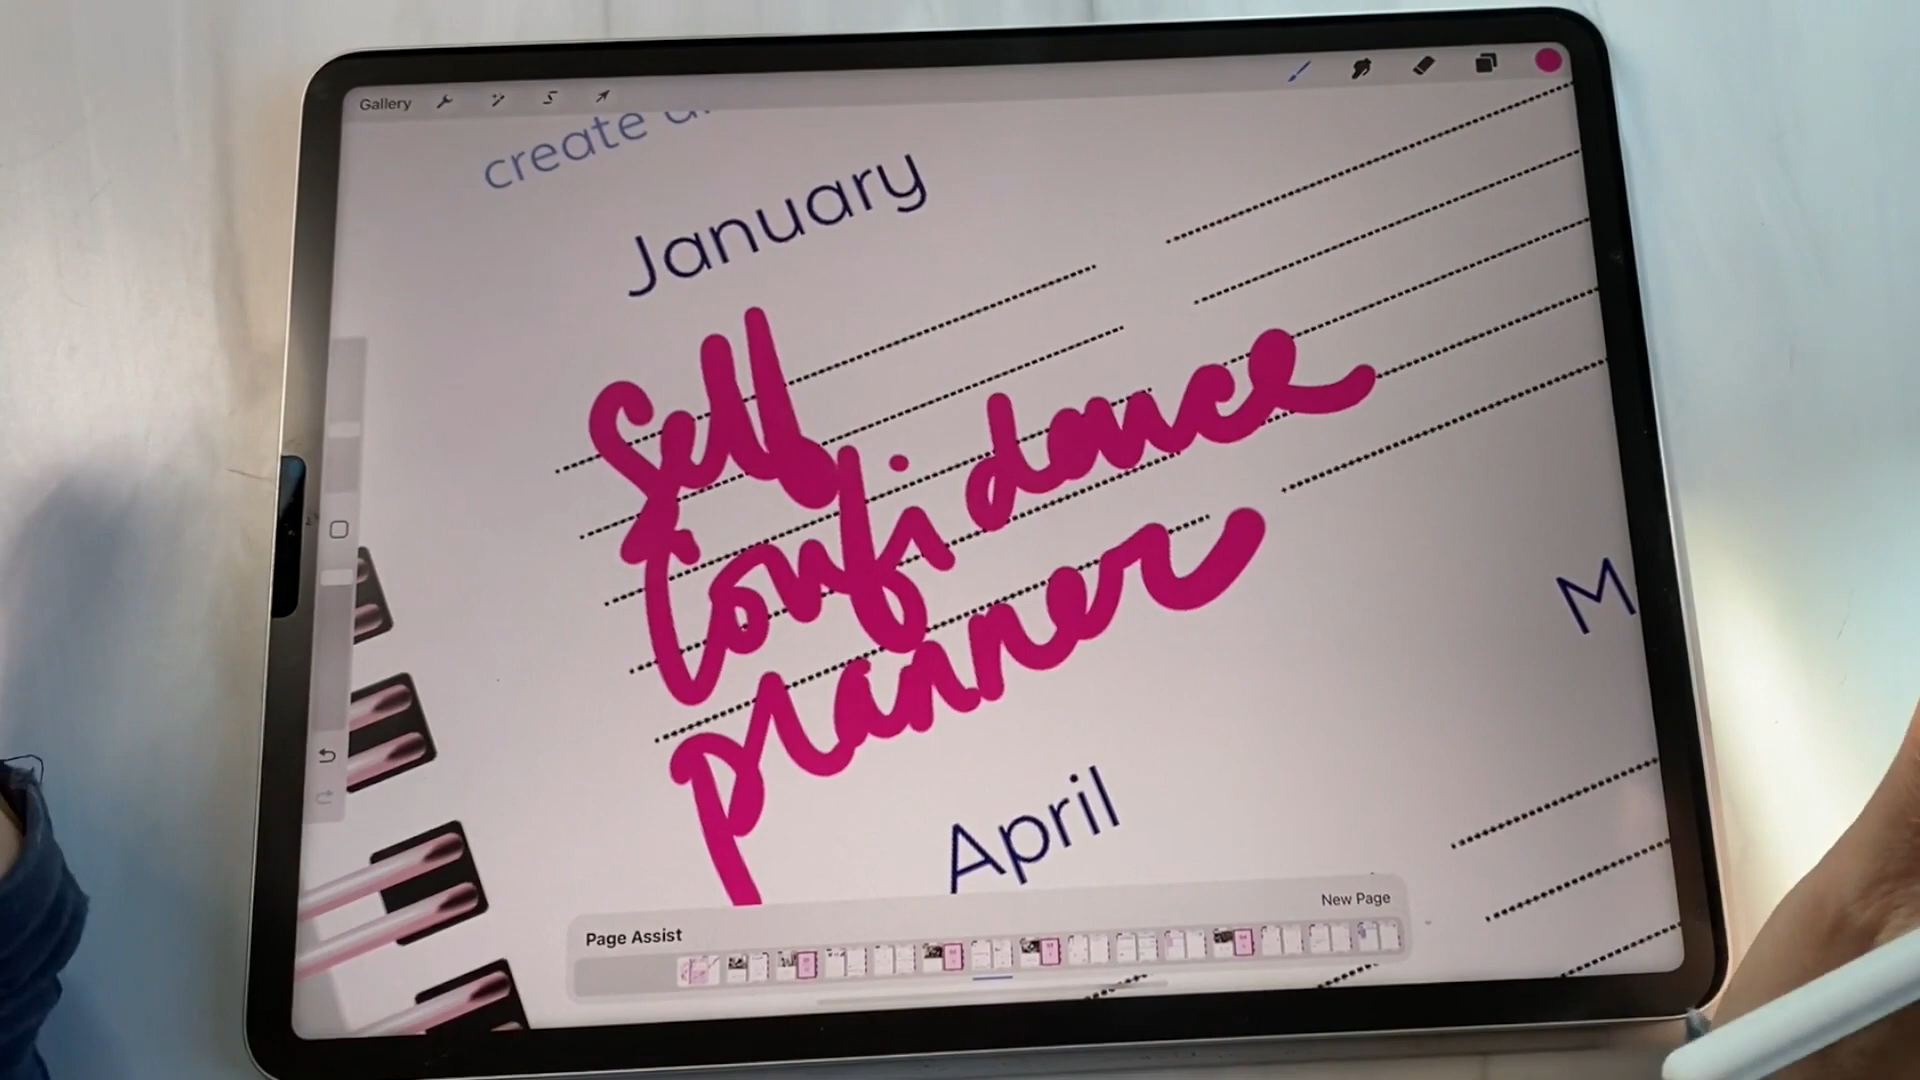 Gallery
create
January
Self
Confidence
planner
M
April
New Page
Page Assist